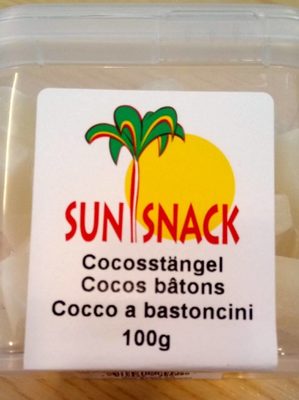 SUN SNACK
Cocosstängel
Cocos bâtons
Cocco a bastoncini
100g